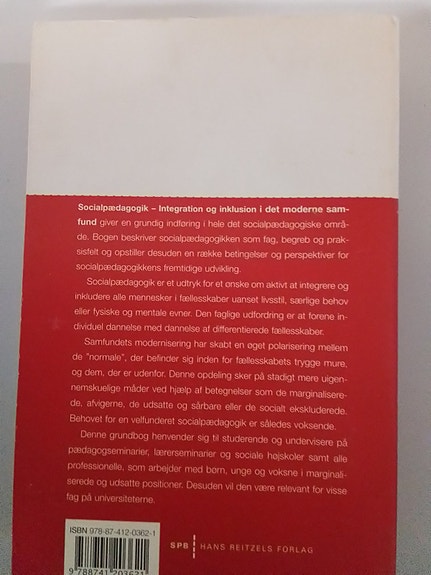 Socialpædagogik – Integration og inklusion i det moderne sam-
fund giver en grundig indføring i hele det socialpædagogiske områ-
de. Bogen beskriver socialpædagogikken som fag, begreb og prak-
sisfelt og opstiller desuden en række betingelser og perspektiver for
socialpædagogikkens fremtidige udvikling.
Socialpædagogik er et udtryk for et ønske om aktivt at integrere og
inkludere alle mennesker i fællesskaber uanset livsstil, særlige behov
eller fysiske og mentale evner. Den faglige udfordring er at forene in-
dividuel dannelse med dannelse af differentierede fællesskaber.
Samfundets modernisering har skabt en øget polarisering mellem
de "normale", der befinder sig inden for fællesskabets trygge mure,
og dem, der er udenfor. Denne opdeling sker på stadigt mere uigen-
nemskuelige måder ved hjælp af betegnelser som de marginalisere-
de, afvigerne, de udsatte og sårbare eller de socialt ekskluderede.
Behovet for en velfunderet socialpædagogik er således voksende.
Denne grundbog henvender sig til studerende og undervisere på
pædagogseminarier, lærerseminarier og sociale højskoler samt alle
professionelle, som arbejder med børn, unge og voksne i marginali-
serede og udsatte positioner. Desuden vil den være relevant for visse
fag på universiteterne.
ISBN 978-87-412-0362-1
9 788741 203621
SPB HANS REITZELS FORLAG